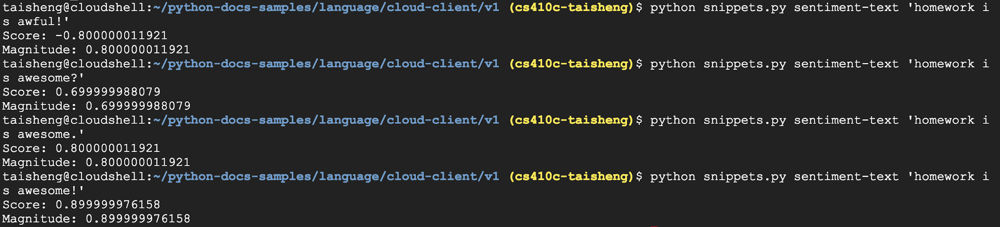 taisheng@cloudshell:~/python-docs-samples/language/cloud-client/v1 (cs410c-taisheng)$ python snippets.py sentiment-text 'homework i
s awful!'
Score: -0.800000011921
Magnitude: 0.800000011921
taisheng@cloudshell:~/python-docs-samples/language/cloud-client/v1 (cs410c-taisheng)$ python snippets.py sentiment-text 'homework i
s awesome?'
Score: 0.699999988079
Magnitude: 0.699999988079
taisheng@cloudshell:~/python-docs-samples/language/cloud-client/v1 (cs410c-taisheng)$ python snippets.py sentiment-text 'homework i
s awesome.'
Score: 0.800000011921
Magnitude: 0.800000011921
taisheng@cloudshell:~/python-docs-samples/language/cloud-client/v1 (cs410c-taisheng)$ python snippets.py sentiment-text 'homework i
s awesome!'
Score: 0.899999976158
Magnitude: 0.899999976158